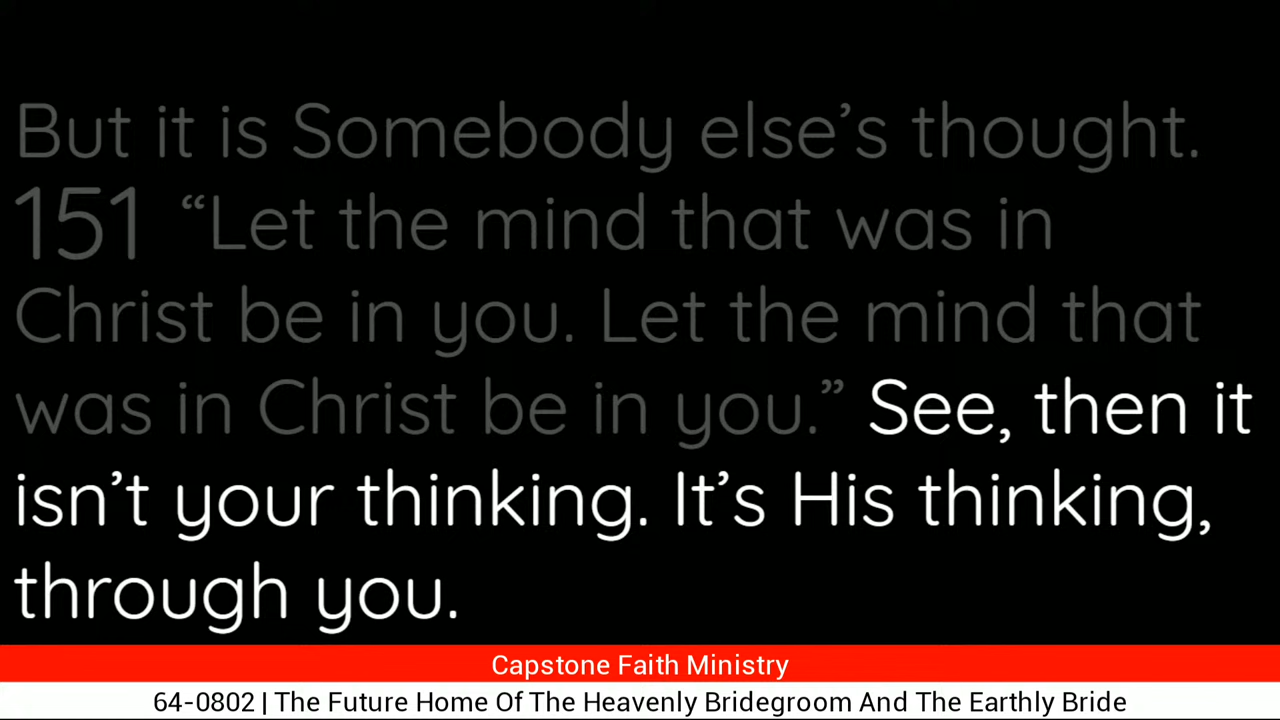 But it is Somebody else’s thought.
151 “Let the mind that was in
Christ be in you. Let the mind that
was in Christ be in you.” See, then it
isn’t your thinking. It’s His thinking,
through you.
Capstone Faith Ministry
64-0802 | The Future Home Of The Heavenly Bridegroom And The Earthly Bride